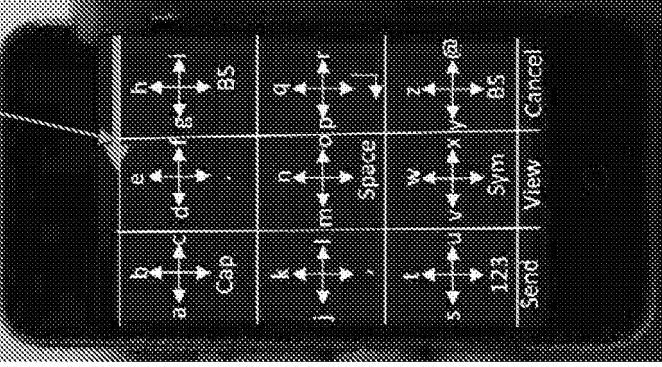 b e h
a c d f g i
Cap . BS
k n q
j l m o p r
, Space ↵
t w z
s u v x y @
123 Sym BS
Send View Cancel